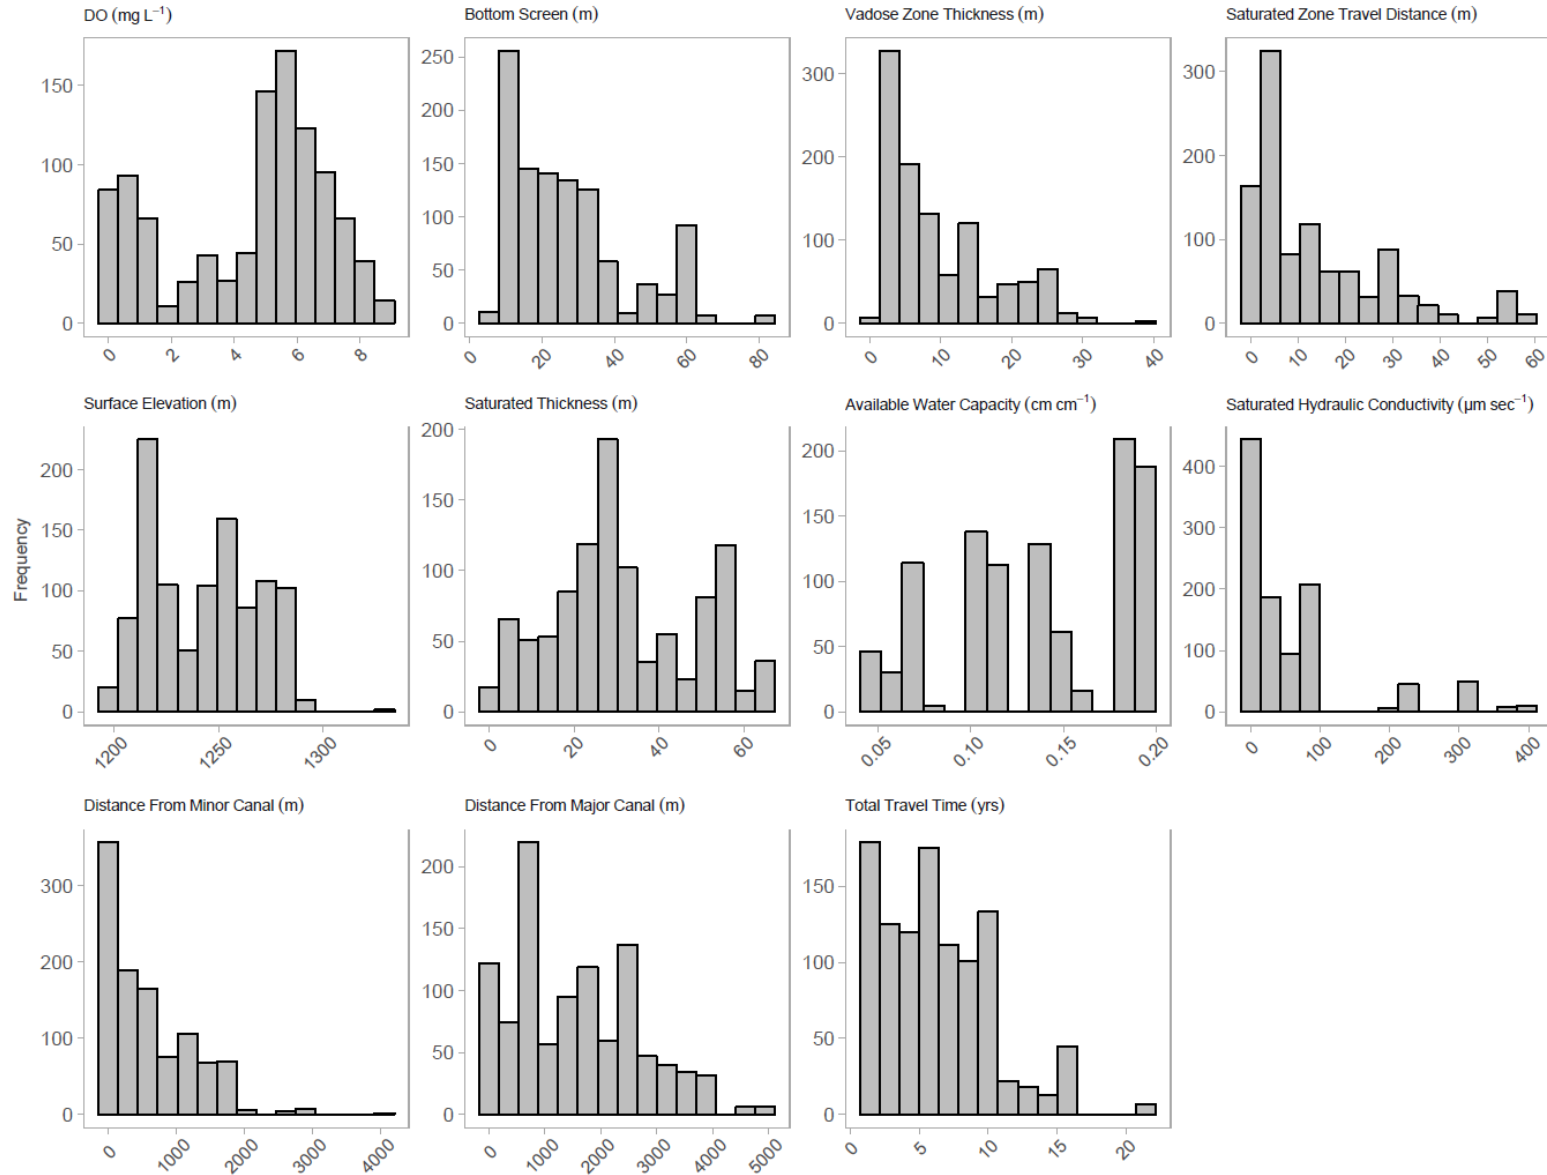 DO (mg L⁻¹)
Bottom Screen (m)
Vadose Zone Thickness (m)
Saturated Zone Travel Distance (m)
150
100
50
0
0 2 4 6 8
250
200
150
100
50
0
0 20 40 60 80
300
200
100
0
0 10 20 30 40
300
200
100
0
0 10 20 30 40 50 60
Frequency
Surface Elevation (m)
Saturated Thickness (m)
Available Water Capacity (cm cm⁻¹)
Saturated Hydraulic Conductivity (µm sec⁻¹)
200
150
100
50
0
1200 1250 1300
200
150
100
50
0
0 20 40 60
200
150
100
50
0
0.05 0.10 0.15 0.20
400
300
200
100
0
0 100 200 300 400
Distance From Minor Canal (m)
Distance From Major Canal (m)
Total Travel Time (yrs)
300
200
100
0
0 1000 2000 3000 4000
200
150
100
50
0
0 1000 2000 3000 4000 5000
150
100
50
0
0 5 10 15 20